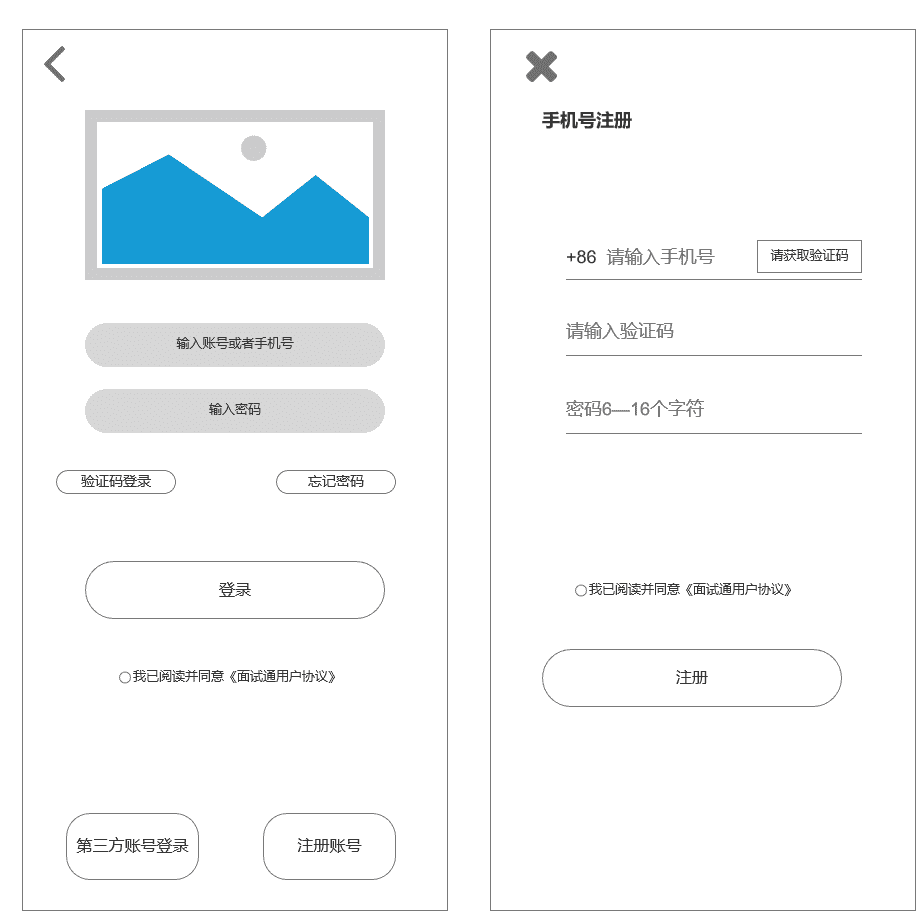 输入账号或者手机号
输入密码
验证码登录
忘记密码
登录
我已阅读并同意《面试通用户协议》
第三方账号登录
注册账号
手机号注册
+86 请输入手机号
请获取验证码
请输入验证码
密码6—16个字符
我已阅读并同意《面试通用户协议》
注册